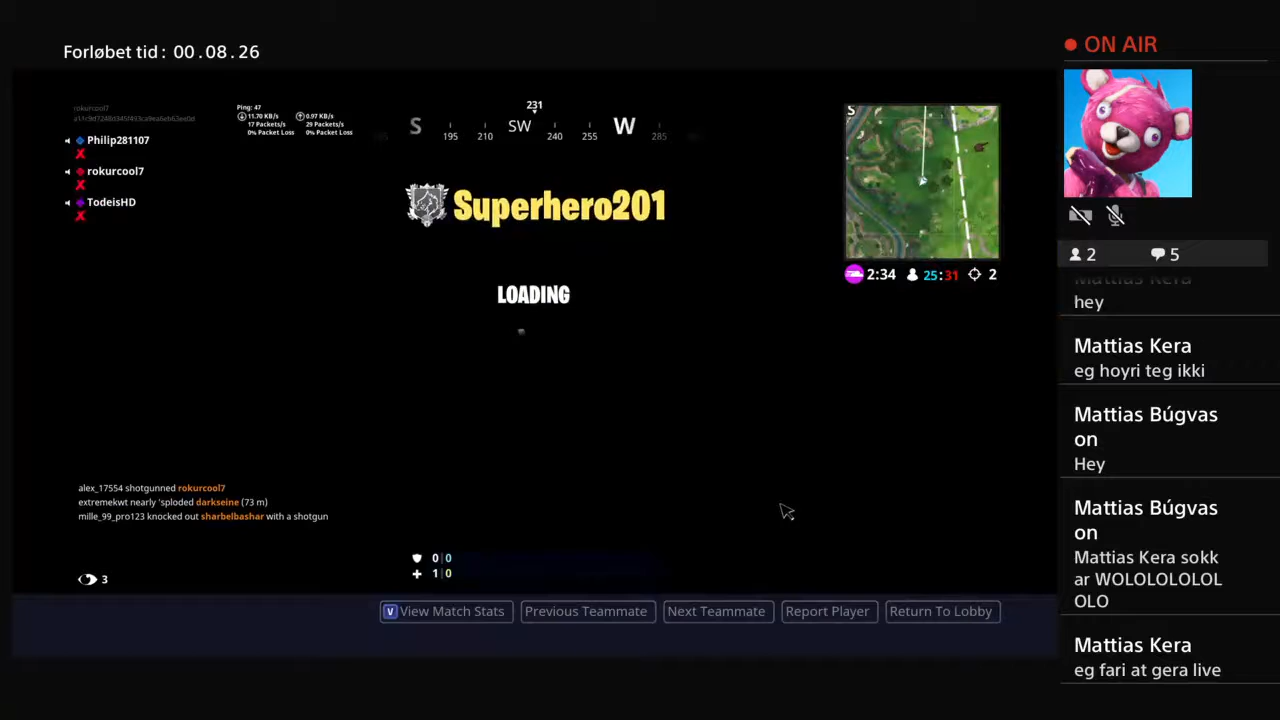 Forløbet tid: 00.08.26
ON AIR
rokurcool7
Philip281107
X
rokurcool7
X
TodeisHD
X
Ping: 47
11.70 KB/s 0.97 KB/s
17 Packets/s 29 Packets/s
0% Packet Loss 0% Packet Loss
231
S 195 210 SW 240 255 W 285
Superhero201
LOADING
S
2:34 25:31 2
alex_17554 shotgunned rokurcool7
extremekwt nearly 'sploded darkseine (73 m)
mille_99_pro123 knocked out sharbelbashar with a shotgun
0|0
1|0
3
V View Match Stats Previous Teammate Next Teammate Report Player Return To Lobby
2 5
Mattias Kera
hey
Mattias Kera
eg hoyri teg ikki
Mattias Búgvas
on
Hey
Mattias Búgvas
on
Mattias Kera sokk
ar WOLOLOLOLOL
OLO
Mattias Kera
eg fari at gera live